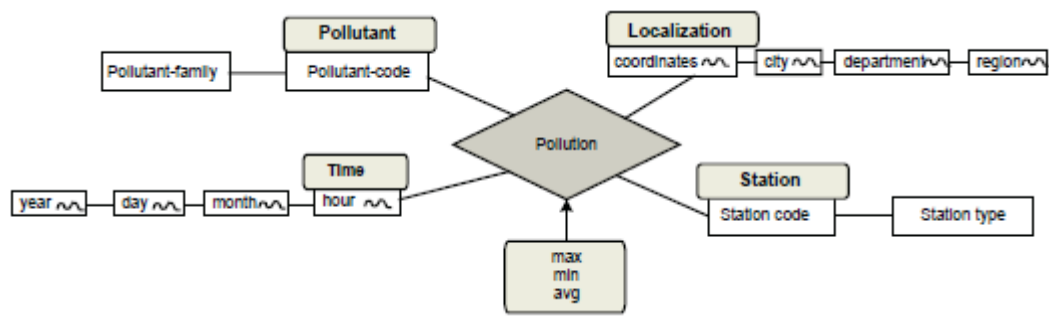 Pollutant
Pollutant-family
Pollutant-code
Localization
coordinates
city
department
region
Pollution
Time
year
day
month
hour
Station
Station code
Station type
max
min
avg